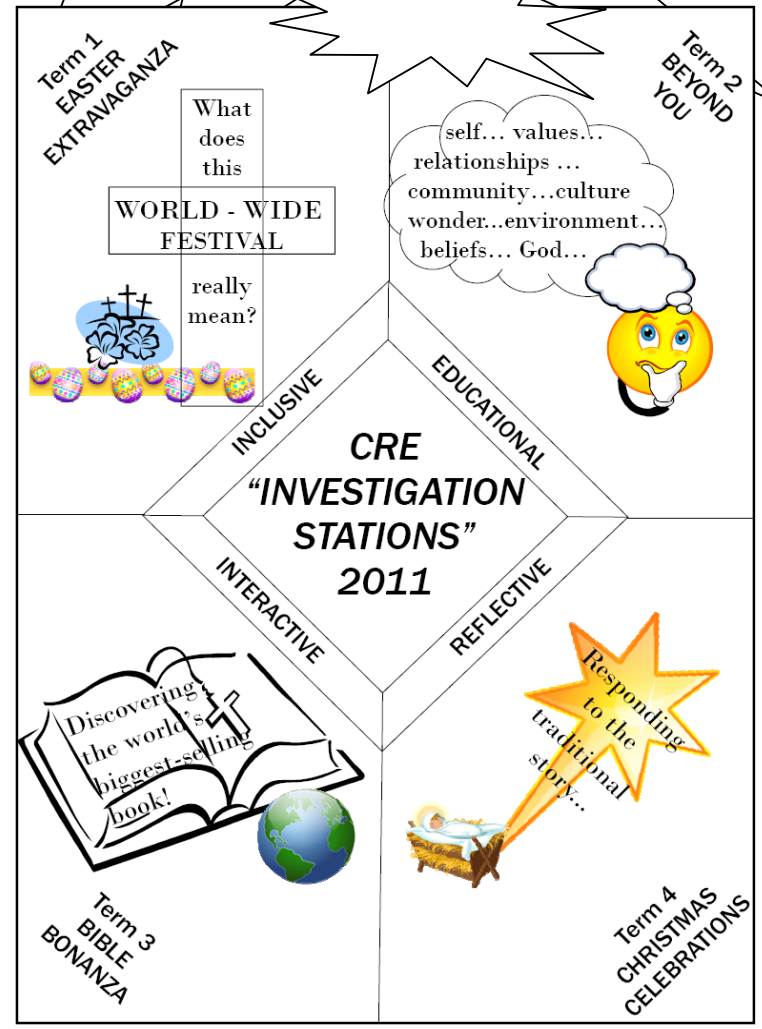 Term 1
EASTER
EXTRAVAGANZA
What
does
this
WORLD - WIDE
FESTIVAL
really
mean?
Term 2
BEYOND
YOU
self... values...
relationships ...
community...culture
wonder...environment...
beliefs... God...
INCLUSIVE
EDUCATIONAL
CRE
“INVESTIGATION
STATIONS”
2011
INTERACTIVE
REFLECTIVE
Discovering
the world's
biggest-selling
book!
Term 3
BIBLE
BONANZA
Responding
to the
traditional
story...
Term 4
CHRISTMAS
CELEBRATIONS